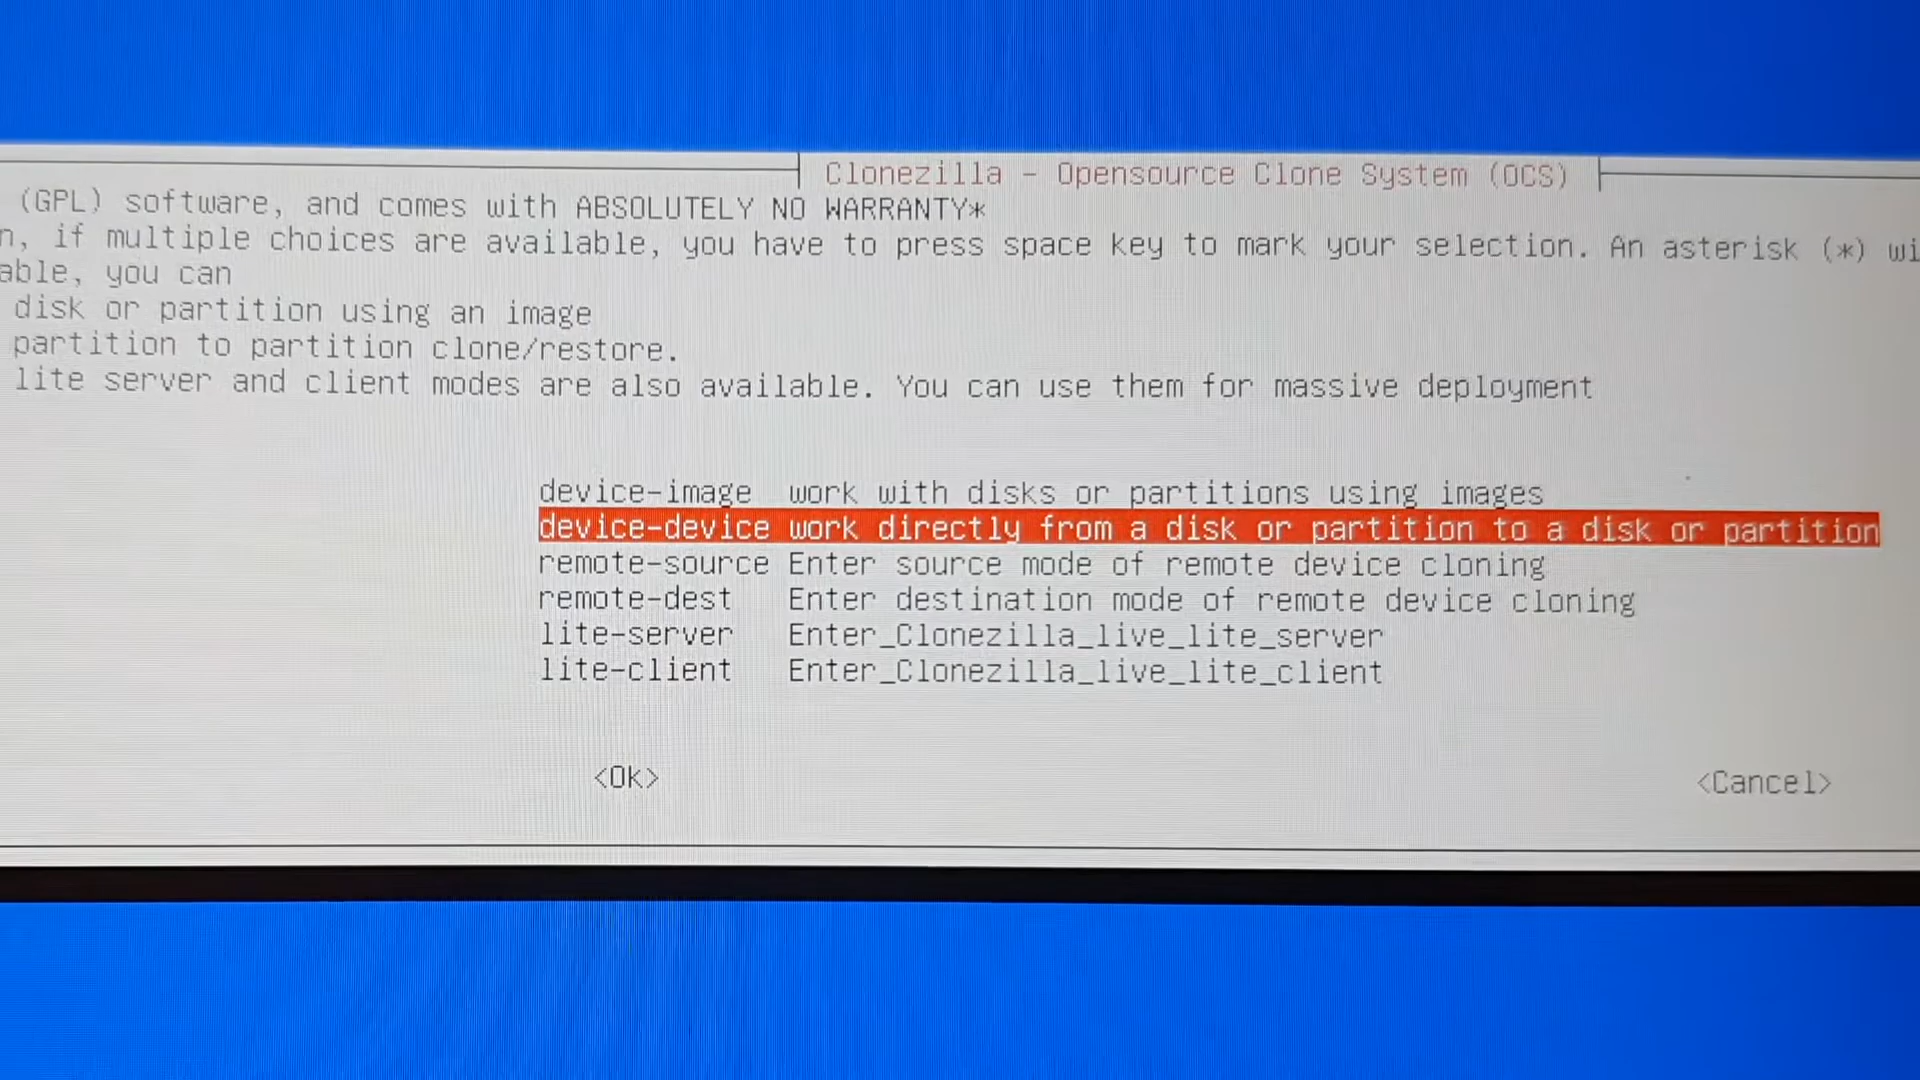 Clonezilla - Opensource Clone System (OCS)
(GPL) software, and comes with ABSOLUTELY NO WARRANTY*
n, if multiple choices are available, you have to press space key to mark your selection. An asterisk (*) wi
able, you can
disk or partition using an image
partition to partition clone/restore.
lite server and client modes are also available. You can use them for massive deployment
device-image work with disks or partitions using images
device-device work directly from a disk or partition to a disk or partition
remote-source Enter source mode of remote device cloning
remote-dest Enter destination mode of remote device cloning
lite-server Enter_Clonezilla_live_lite_server
lite-client Enter_Clonezilla_live_lite_client
<Ok> <Cancel>